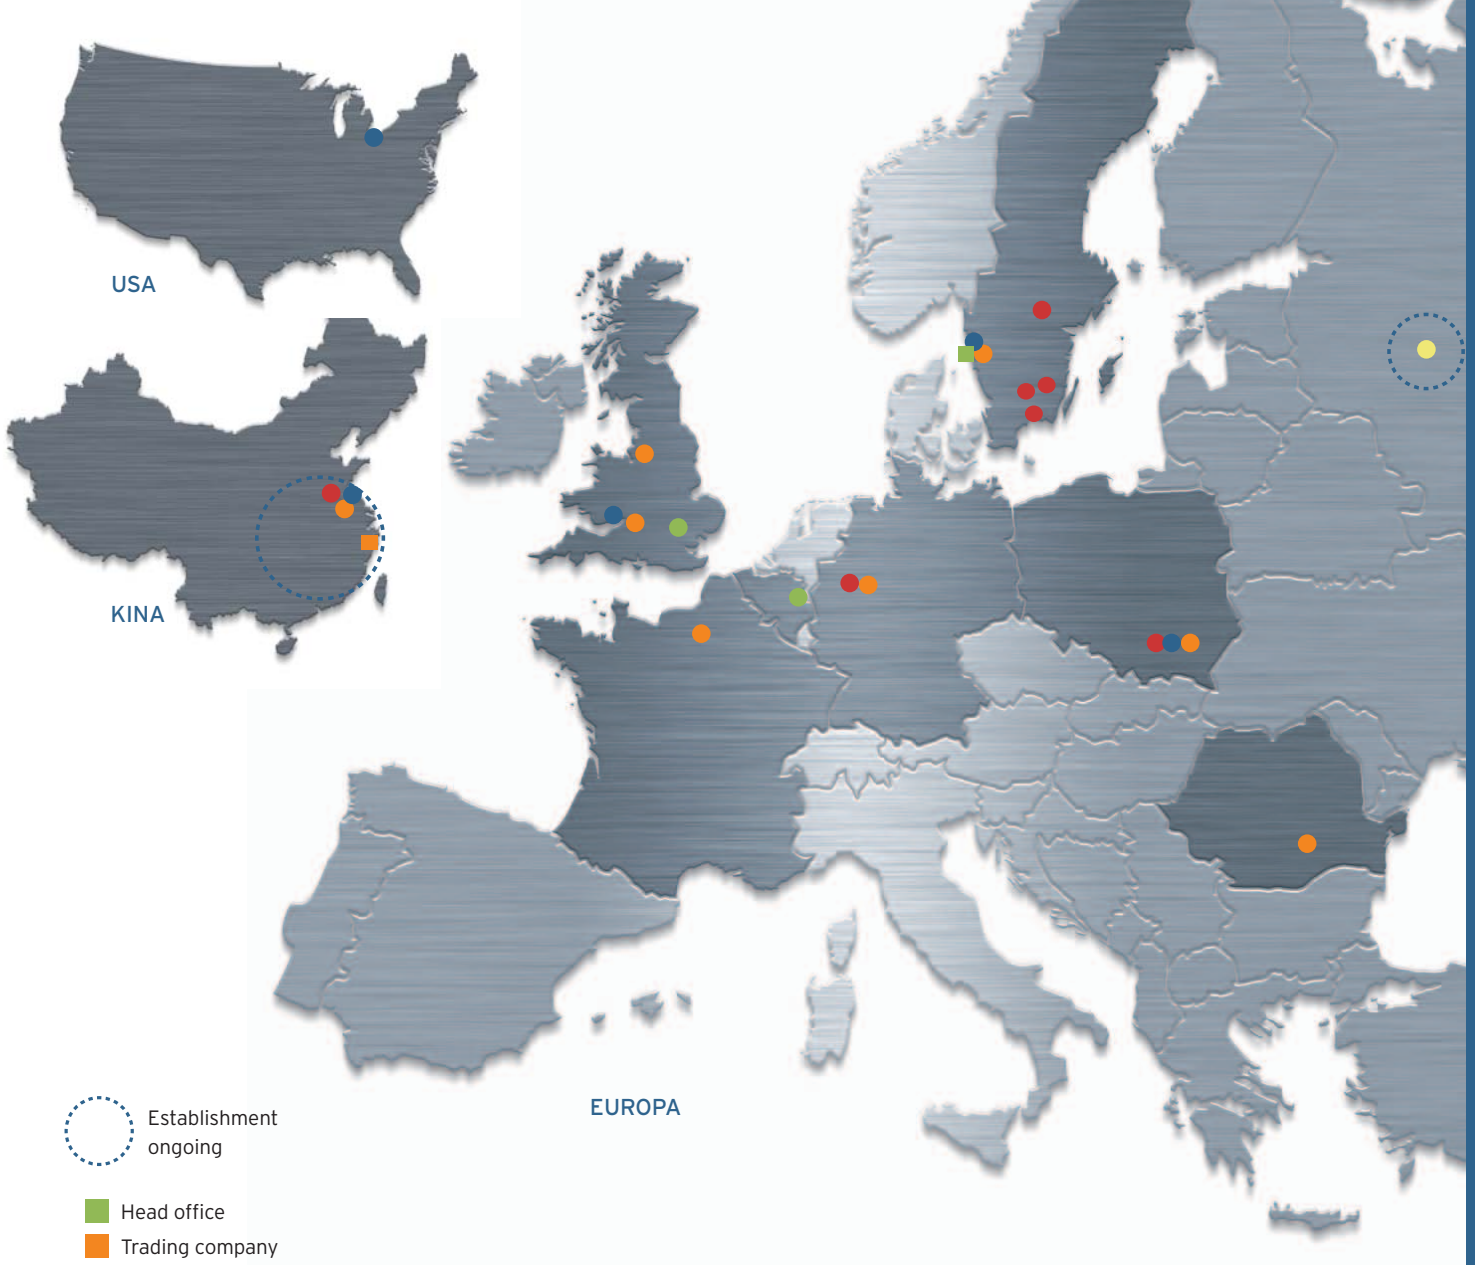 USA
KINA
EUROPA
Establishment
ongoing
Head office
Trading company